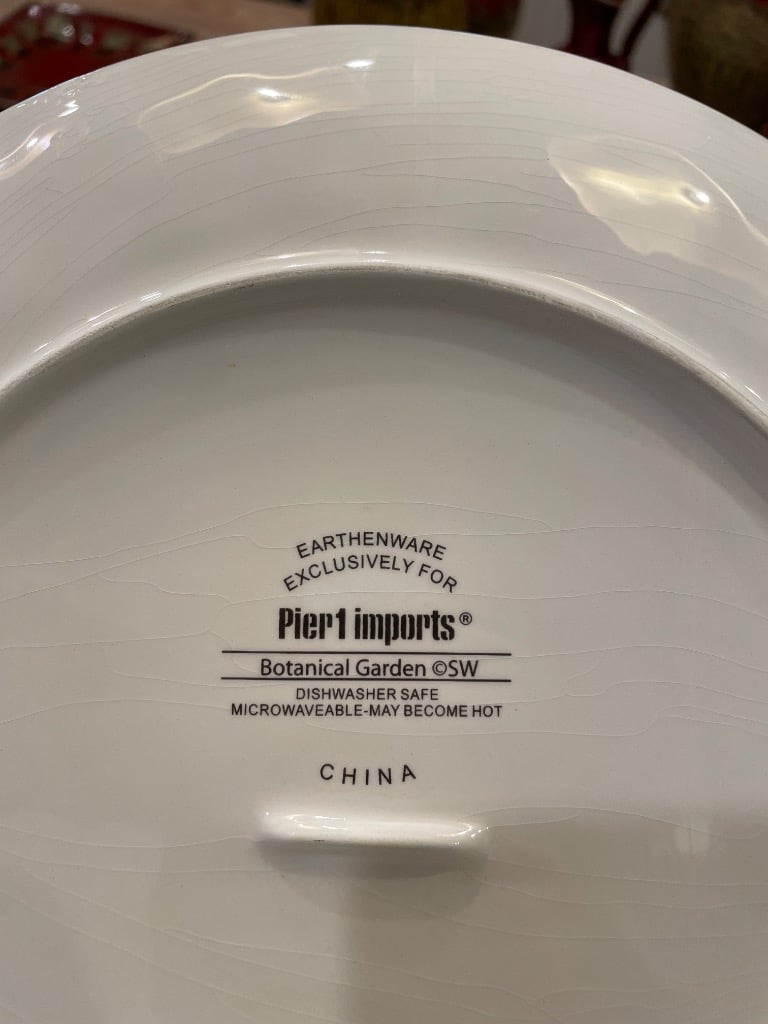 EARTHENWARE
EXCLUSIVELY FOR
Pier1 imports®
Botanical Garden ©SW
DISHWASHER SAFE
MICROWAVEABLE-MAY BECOME HOT
CHINA